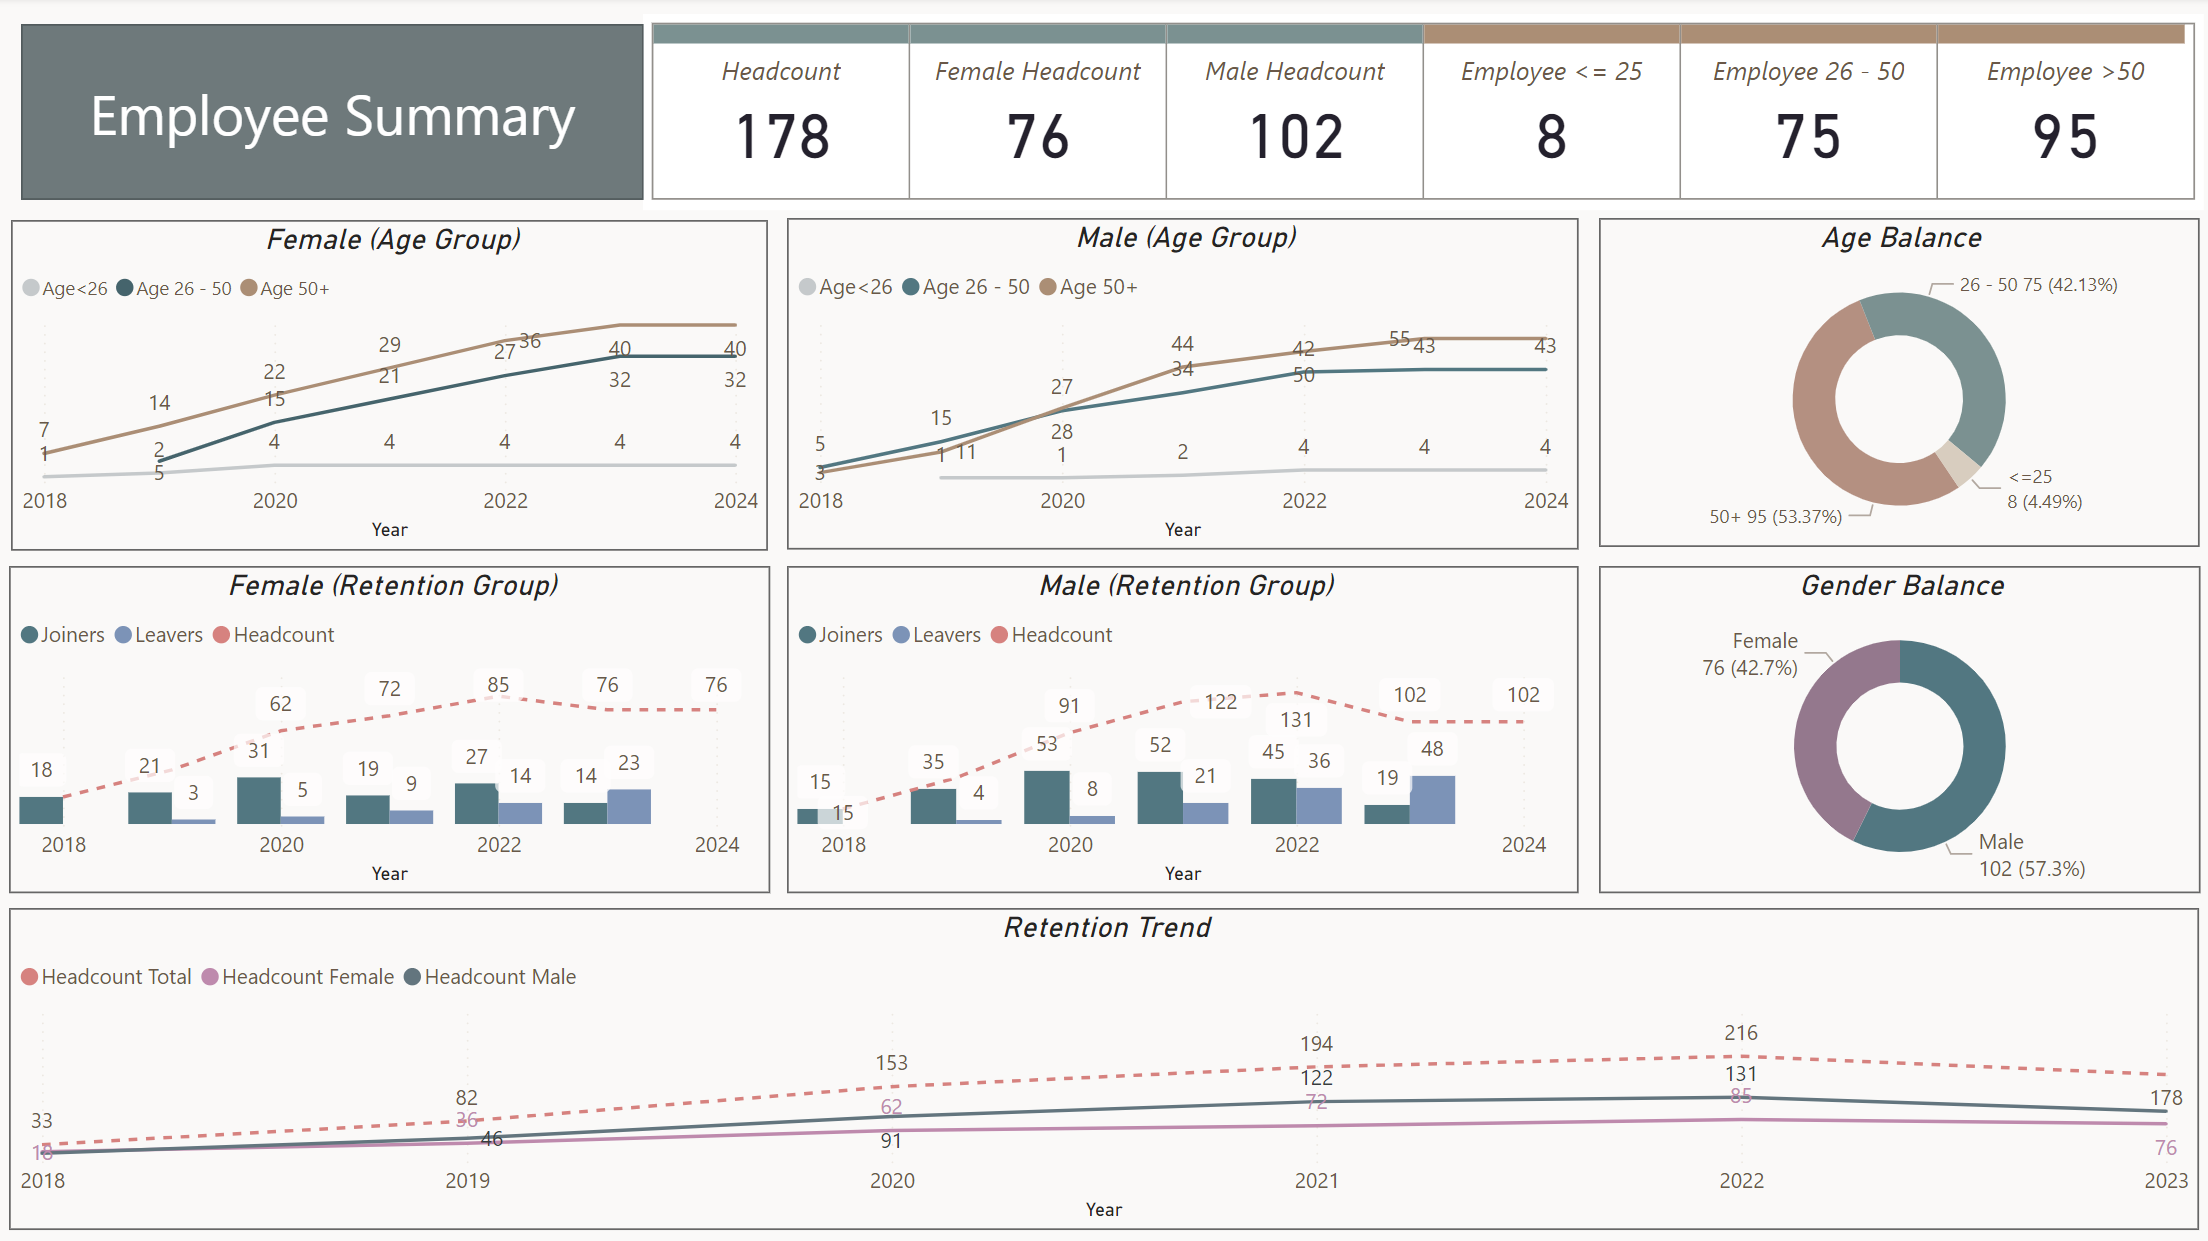 Employee Summary
Headcount
178
Female Headcount
76
Male Headcount
102
Employee <= 25
8
Employee 26 - 50
75
Employee >50
95
Female (Age Group)
Age<26 Age 26 - 50 Age 50+
7 14 22 29 36 40 40
2 15 21 27 32 32
1 5 4 4 4 4 4
2018 2020 2022 2024
Year
Male (Age Group)
Age<26 Age 26 - 50 Age 50+
5 15 27 34 42 43 43
3 11 28 44 50 55
1 1 2 4 4 4
2018 2020 2022 2024
Year
Age Balance
26 - 50 75 (42.13%)
<=25
8 (4.49%)
50+ 95 (53.37%)
Female (Retention Group)
Joiners Leavers Headcount
62 72 85 76 76
18 21 31 19 27 14
3 5 9 14 23
2018 2020 2022 2024
Year
Male (Retention Group)
Joiners Leavers Headcount
15 91 122 131 102 102
15 35 53 52 45 19
4 8 21 36 48
2018 2020 2022 2024
Year
Gender Balance
Female
76 (42.7%)
Male
102 (57.3%)
Retention Trend
Headcount Total Headcount Female Headcount Male
33 82 153 194 216 178
18 36 62 72 85 76
46 91 122 131
2018 2019 2020 2021 2022 2023
Year